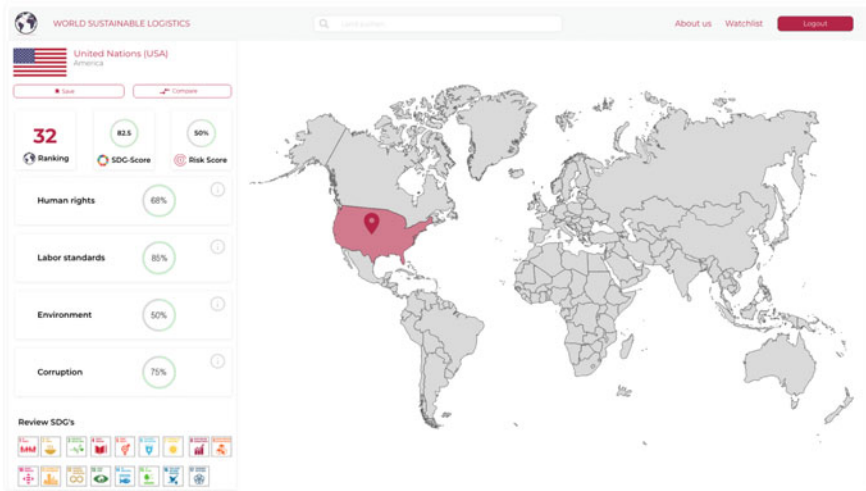 WORLD SUSTAINABLE LOGISTICS
About us Watchlist Logout
United Nations (USA)
America
Save Compare
32 82.5 50%
Ranking SDG-Score Risk Score
Human rights 68%
Labor standards 85%
Environment 50%
Corruption 75%
Review SDG's